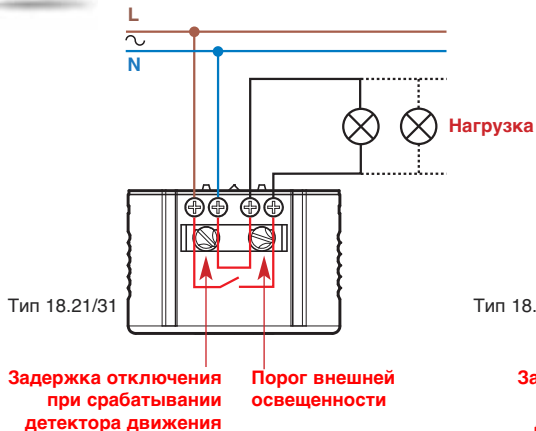 L
N
Нагрузка
Тип 18.21/31
Тип 18.
Задержка отключения
при срабатывании
детектора движения
Порог внешней
освещенности
За